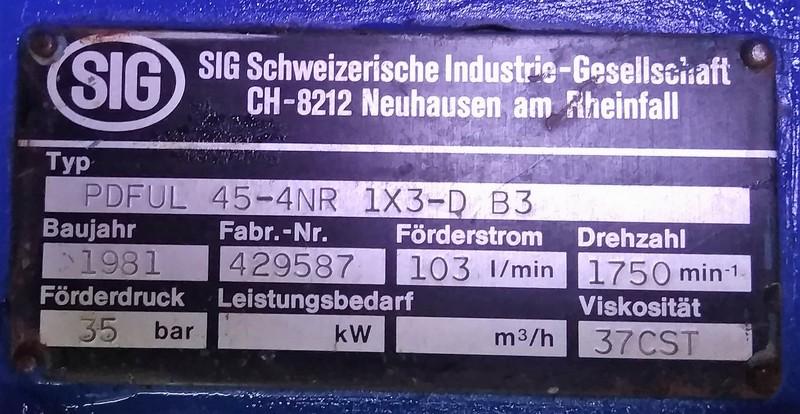 SIG
SIG Schweizerische Industrie-Gesellschaft
CH-8212 Neuhausen am Rheinfall
Typ
PDFUL 45-4NR 1X3-D B3
Baujahr Fabr.-Nr. Förderstrom Drehzahl
1981 429587 103 l/min 1750 min-1
Förderdruck Leistungsbedarf Viskosität
35 bar kW m³/h 37CST